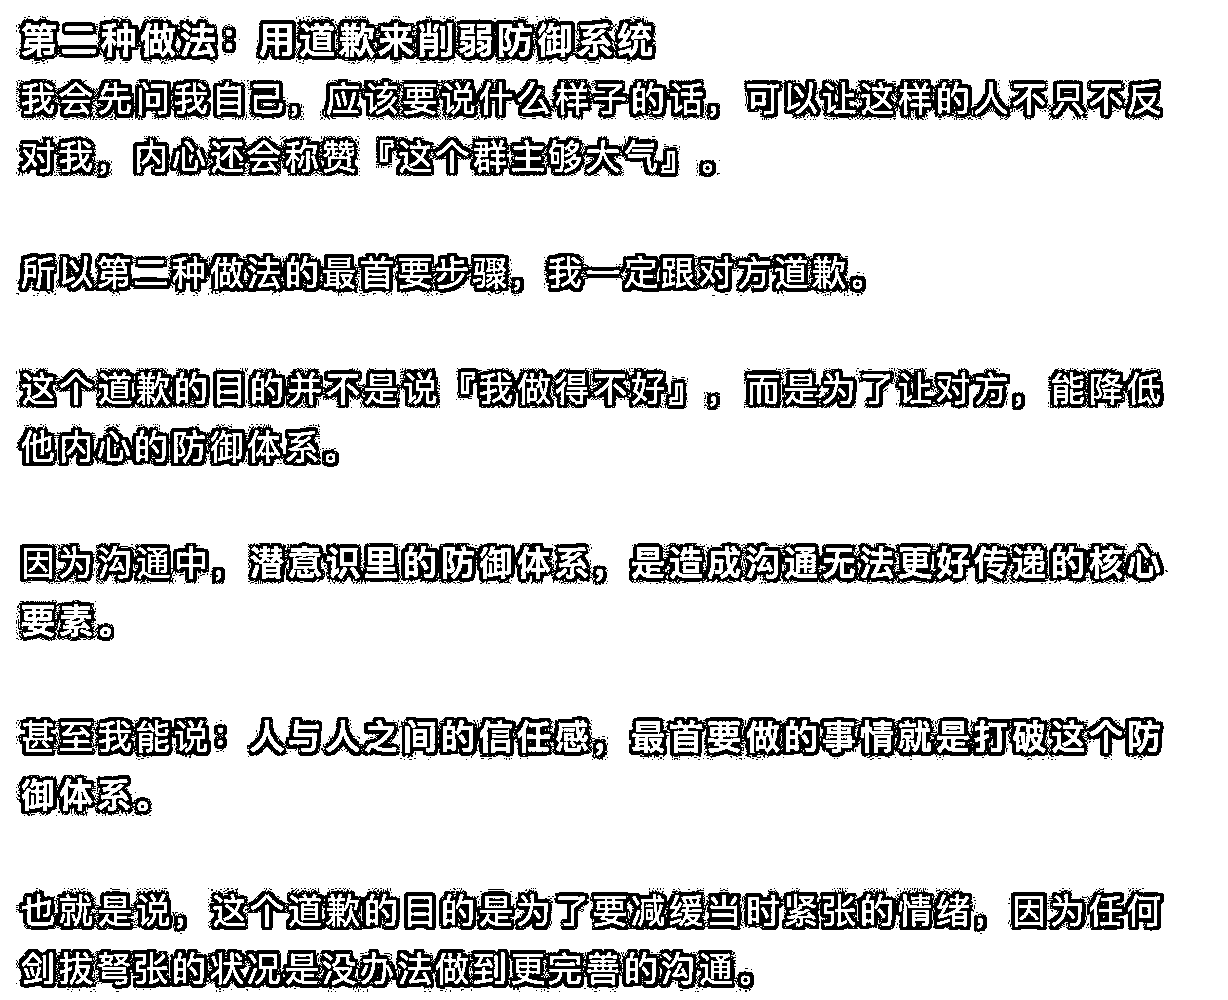 第二种做法：用道歉来削弱防御系统
我会先问我自己，应该要说什么样子的话，可以让这样的人不只不反
对我，内心还会称赞『这个群主够大气』。
所以第二种做法的最首要步骤，我一定跟对方道歉。
这个道歉的目的并不是说『我做得不好』，而是为了让对方，能降低
他内心的防御体系。
因为沟通中，潜意识里的防御体系，是造成沟通无法更好传递的核心
要素。
甚至我能说：人与人之间的信任感，最首要做的事情就是打破这个防
御体系。
也就是说，这个道歉的目的是为了要减缓当时紧张的情绪，因为任何
剑拔弩张的状况是没办法做到更完善的沟通。